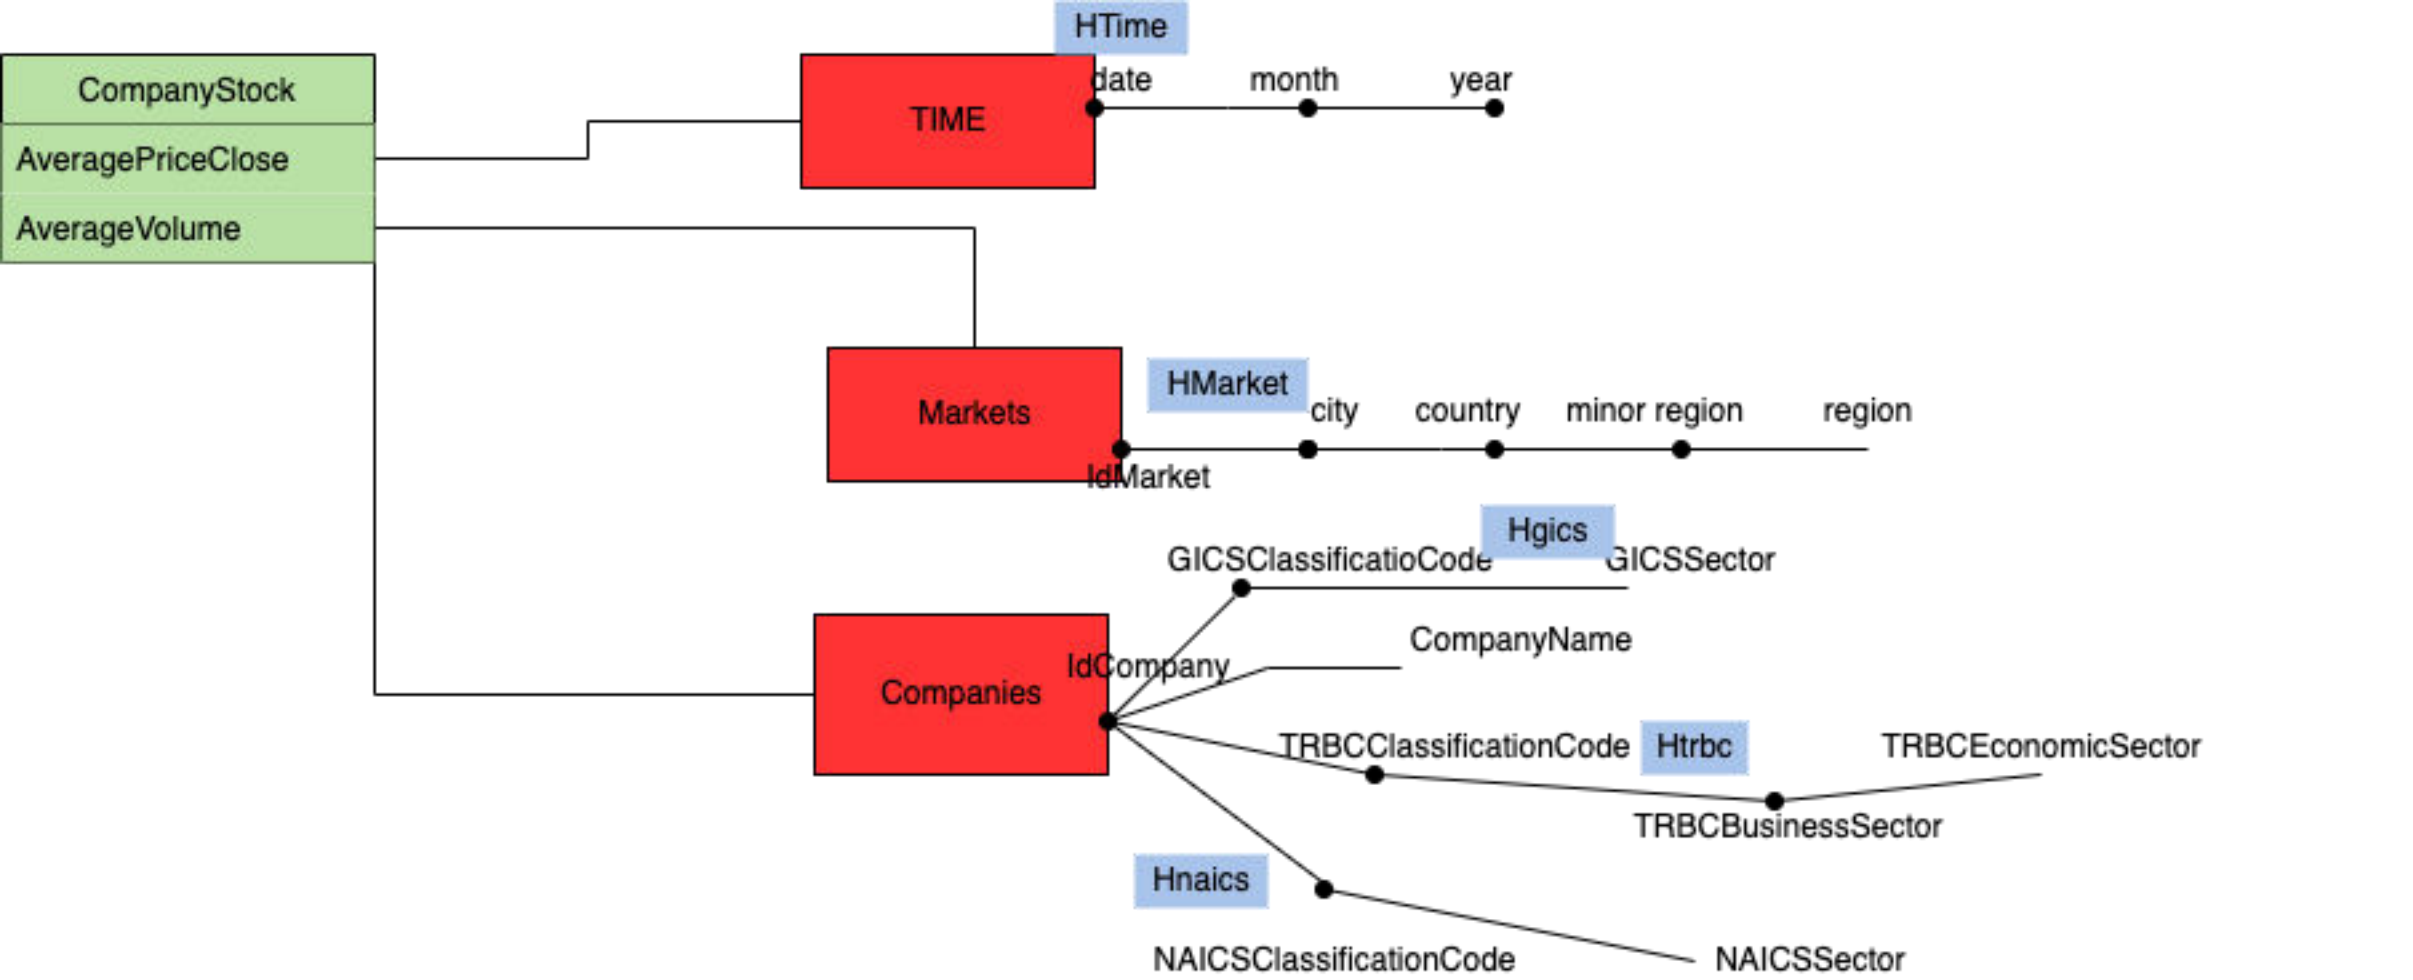 HTime
CompanyStock
AveragePriceClose
AverageVolume
TIME
date
month
year
Markets
HMarket
city
country
minor region
region
IdMarket
Hgics
GICSClassificatioCode
GICSSector
CompanyName
IdCompany
Companies
TRBCClassificationCode
Htrbc
TRBCEconomicSector
TRBCBusinessSector
Hnaics
NAICSClassificationCode
NAICSSector